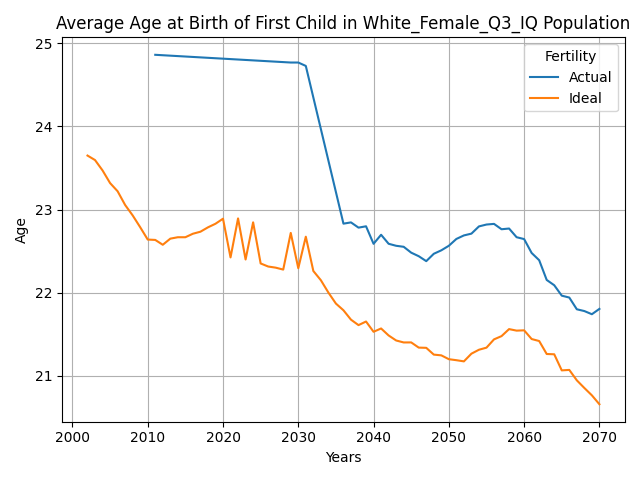 Average Age at Birth of First Child in White_Female_Q3_IQ Population
25
24
23
22
21
Age
Fertility
Actual
Ideal
2000 2010 2020 2030 2040 2050 2060 2070
Years